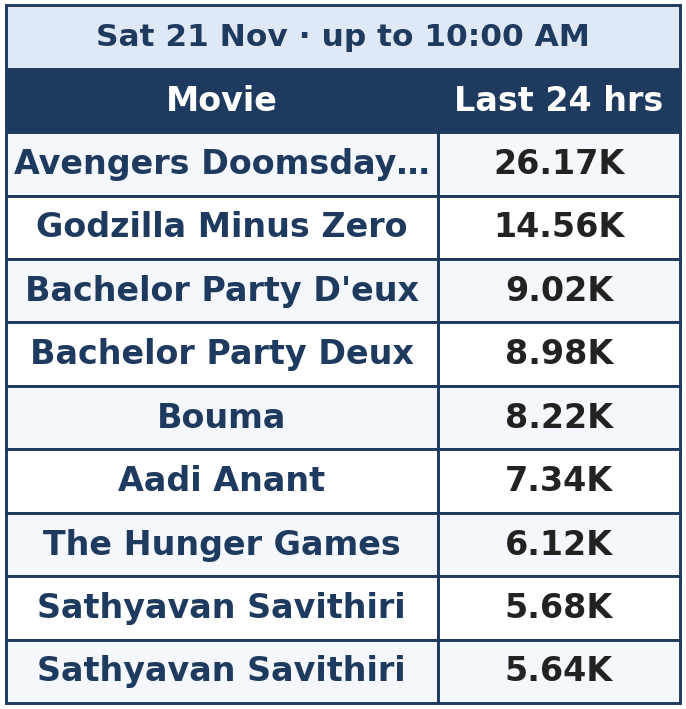 Sat 21 Nov · up to 10:00 AM
Movie Last 24 hrs
Avengers Doomsday... 26.17K
Godzilla Minus Zero 14.56K
Bachelor Party D'eux 9.02K
Bachelor Party Deux 8.98K
Bouma 8.22K
Aadi Anant 7.34K
The Hunger Games 6.12K
Sathyavan Savithiri 5.68K
Sathyavan Savithiri 5.64K